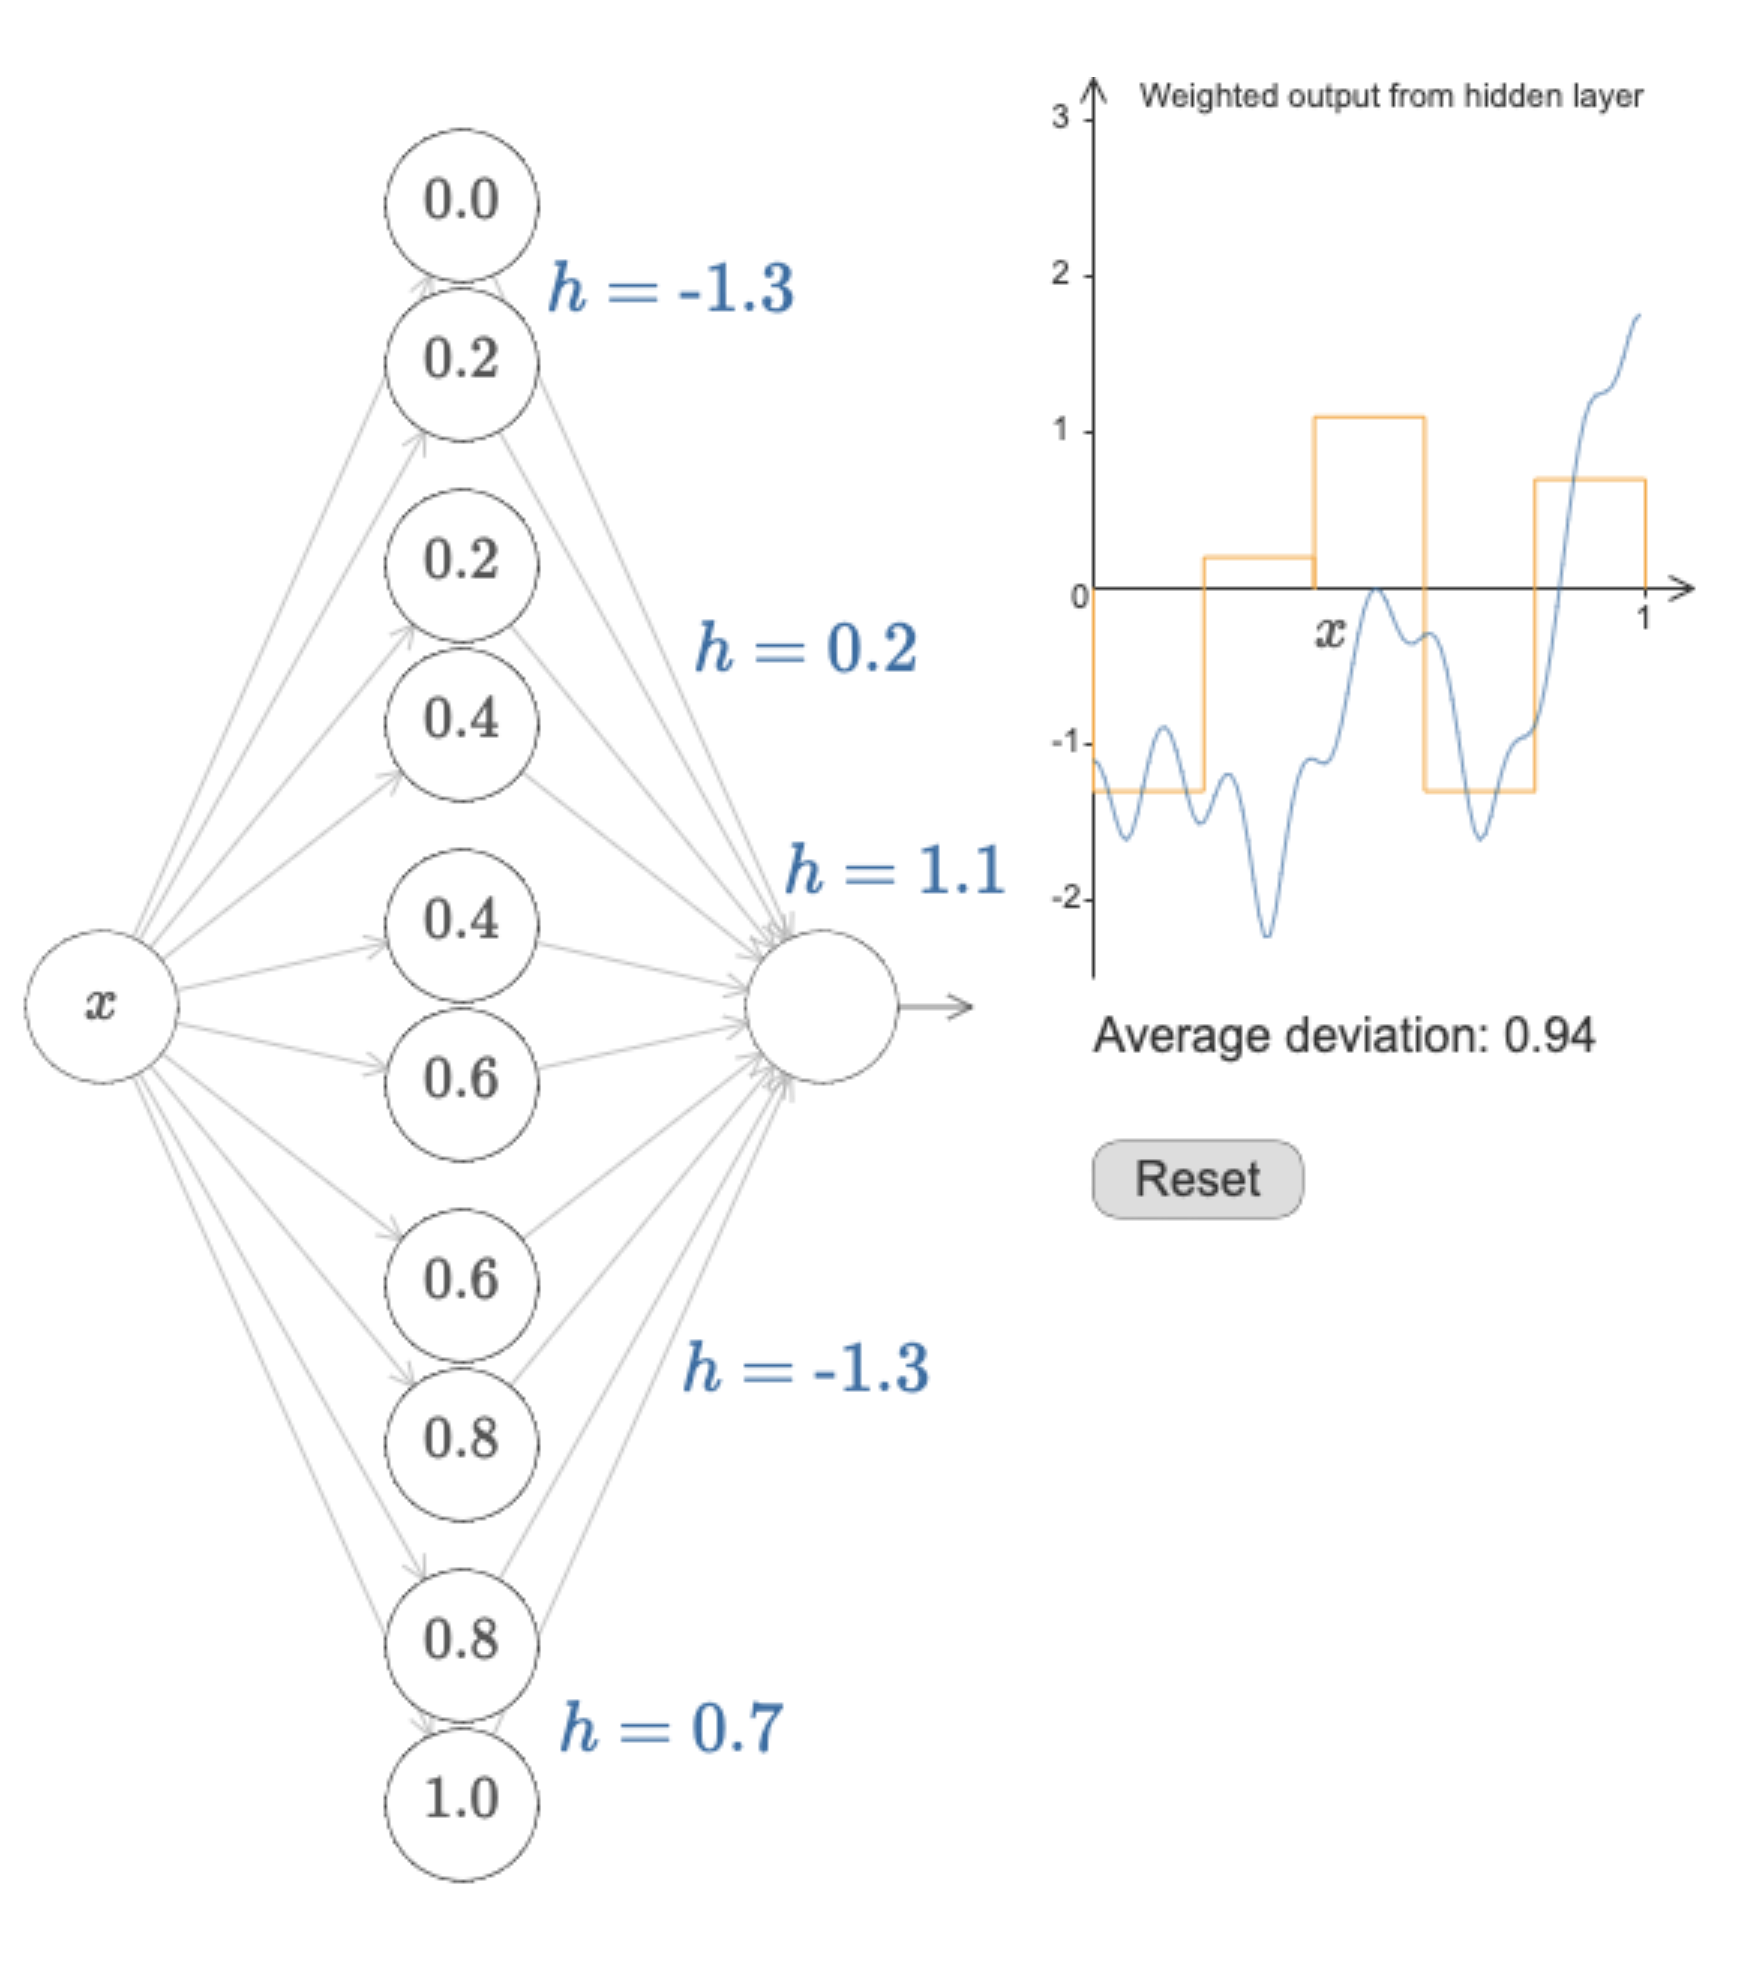 0.0
h = -1.3
0.2
0.2
h = 0.2
0.4
h = 1.1
0.4
x
0.6
0.6
h = -1.3
0.8
0.8
h = 0.7
1.0
Weighted output from hidden layer
3
2
1
0
x
1
-1
-2
Average deviation: 0.94
Reset